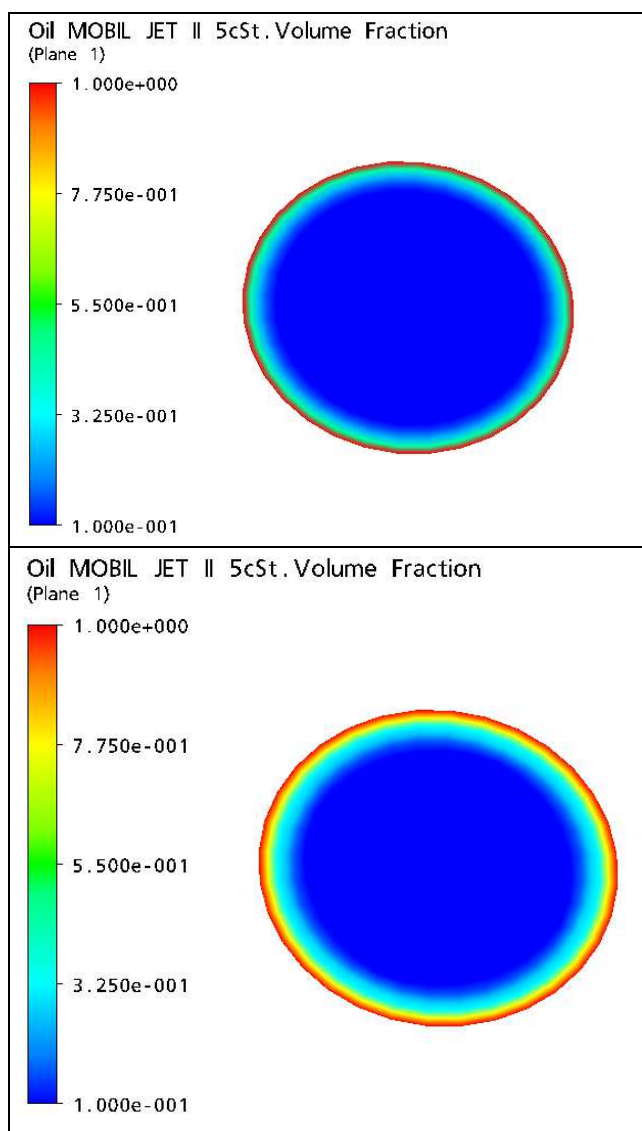 Oil MOBIL JET II 5cSt.Volume Fraction
(Plane 1)
1.000e+000
7.750e-001
5.500e-001
3.250e-001
1.000e-001
Oil MOBIL JET II 5cSt.Volume Fraction
(Plane 1)
1.000e+000
7.750e-001
5.500e-001
3.250e-001
1.000e-001